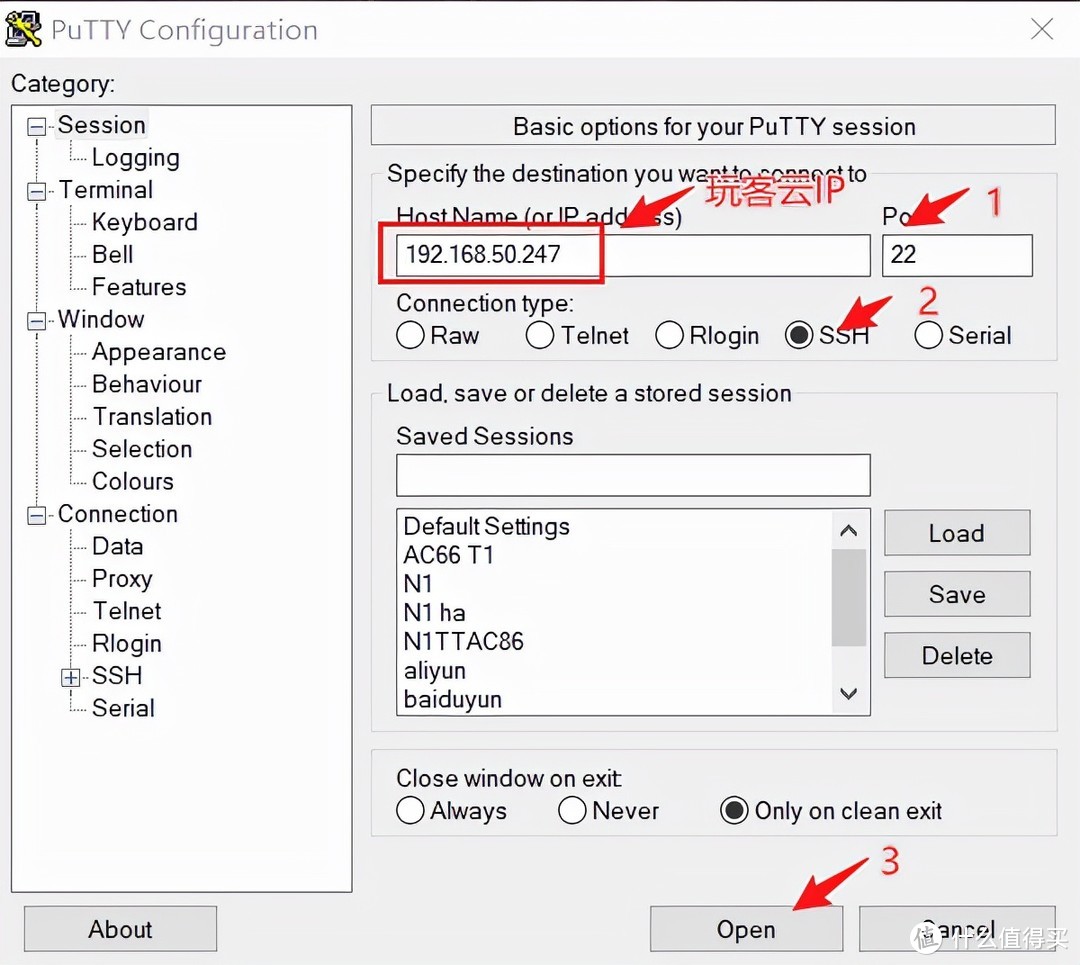 PuTTY Configuration
Category:
Session
Logging
Terminal
Keyboard
Bell
Features
Window
Appearance
Behaviour
Translation
Selection
Colours
Connection
Data
Proxy
Telnet
Rlogin
SSH
Serial
Basic options for your PuTTY session
Specify the destination you want to connect to
玩客云IP
Host Name (or IP address)
Po
1
192.168.50.247
22
Connection type:
2
Raw
Telnet
Rlogin
SSH
Serial
Load, save or delete a stored session
Saved Sessions
Default Settings
AC66 T1
N1
N1 ha
N1TTAC86
aliyun
baiduyun
Load
Save
Delete
Close window on exit:
Always
Never
Only on clean exit
3
About
Open
Cancel
值 什么值得买